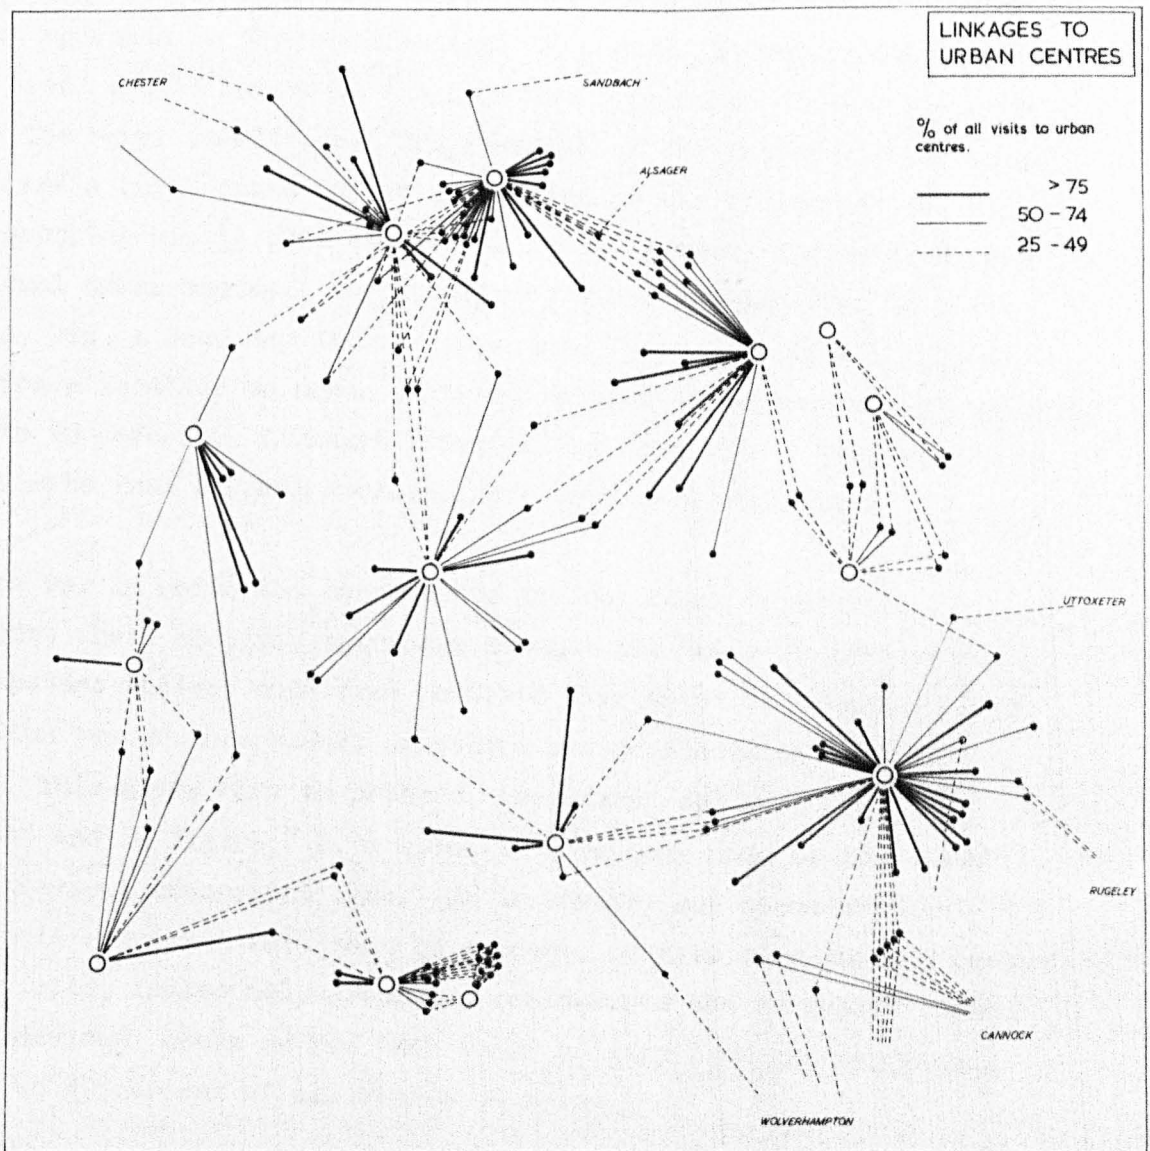 LINKAGES TO
URBAN CENTRES
% of all visits to urban
centres.
> 75
50 - 74
25 - 49
CHESTER
SANDBACH
ALSAGER
UTTOXETER
RUGELEY
CANNOCK
WOLVERHAMPTON